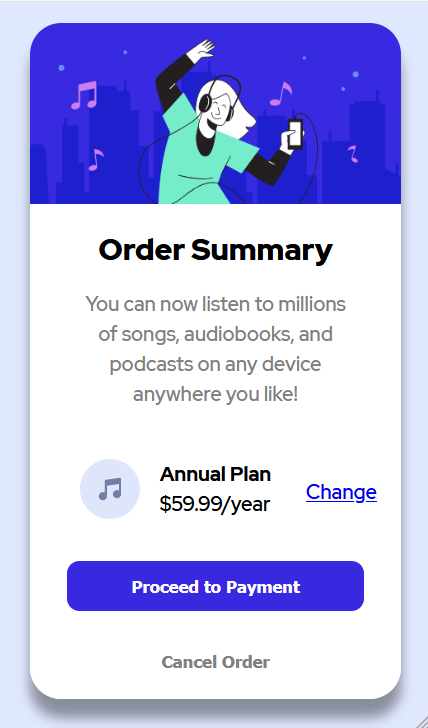 Order Summary
You can now listen to millions
of songs, audiobooks, and
podcasts on any device
anywhere you like!
Annual Plan
$59.99/year
Change
Proceed to Payment
Cancel Order